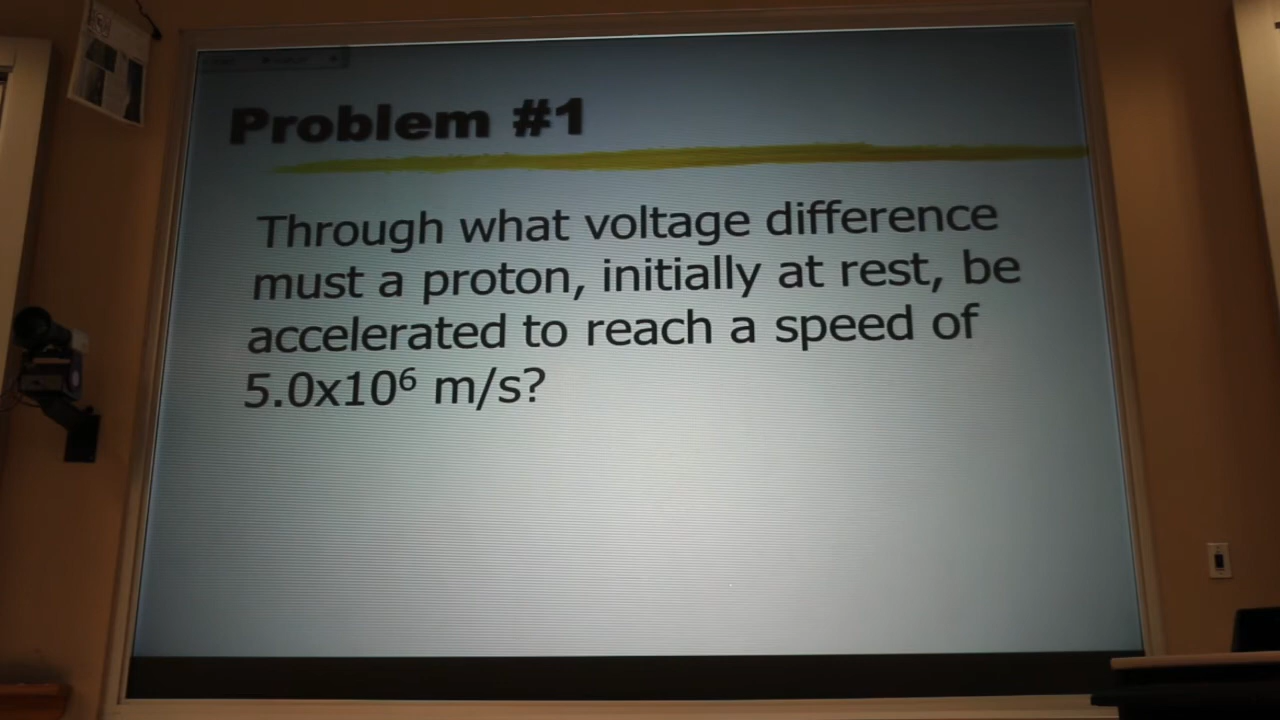 Problem #1
Through what voltage difference
must a proton, initially at rest, be
accelerated to reach a speed of
5.0x10⁶ m/s?